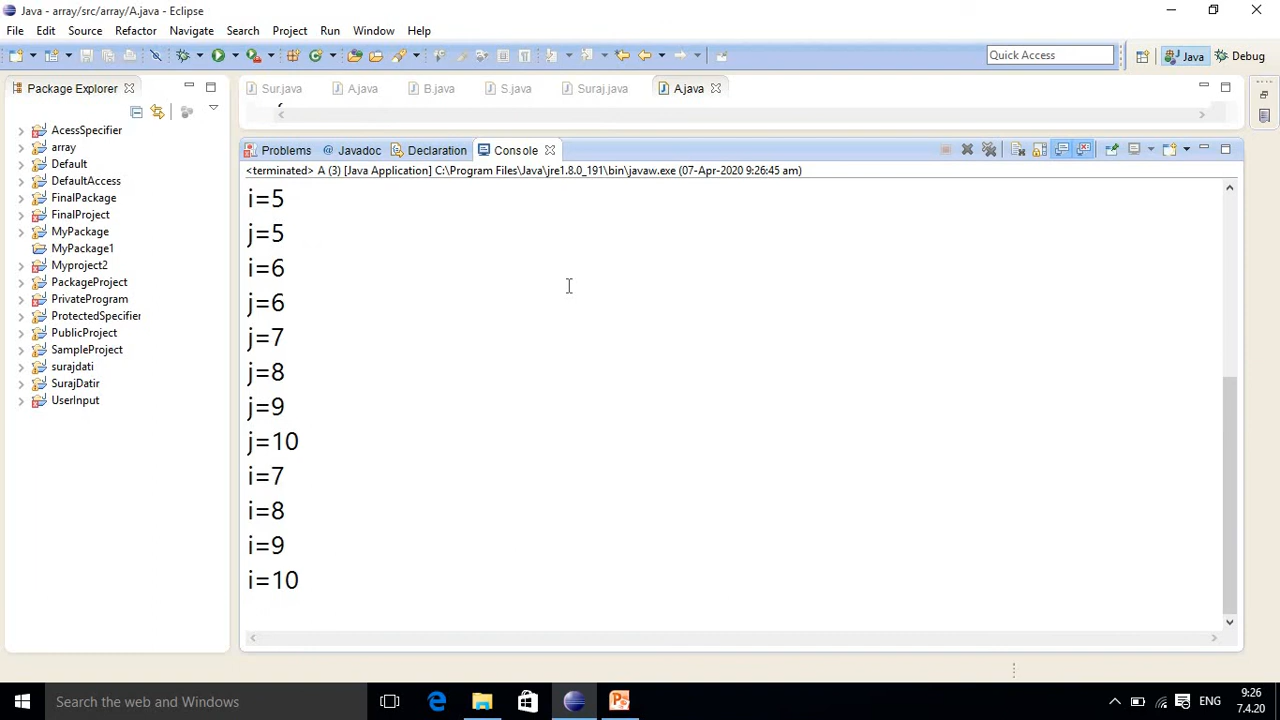 Java - array/src/array/A.java - Eclipse
File Edit Source Refactor Navigate Search Project Run Window Help
Quick Access
Java
Debug
Package Explorer
Sur.java
A.java
B.java
S.java
Suraj.java
A.java
AcessSpecifier
array
Default
DefaultAccess
FinalPackage
FinalProject
MyPackage
MyPackage1
Myproject2
PackageProject
PrivateProgram
ProtectedSpecifier
PublicProject
SampleProject
surajdati
SurajDatir
UserInput
Problems @ Javadoc Declaration Console
<terminated> A (3) [Java Application] C:\Program Files\Java\jre1.8.0_191\bin\javaw.exe (07-Apr-2020 9:26:45 am)
i=5
j=5
i=6
j=6
j=7
j=8
j=9
j=10
i=7
i=8
i=9
i=10
Search the web and Windows
ENG
9:26
7.4.20